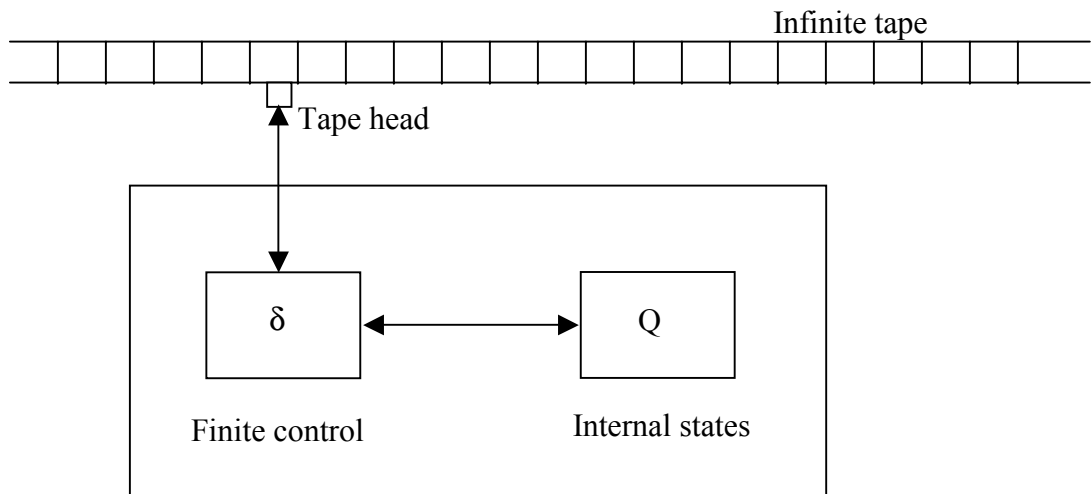 Infinite tape
Tape head
δ
Q
Finite control
Internal states